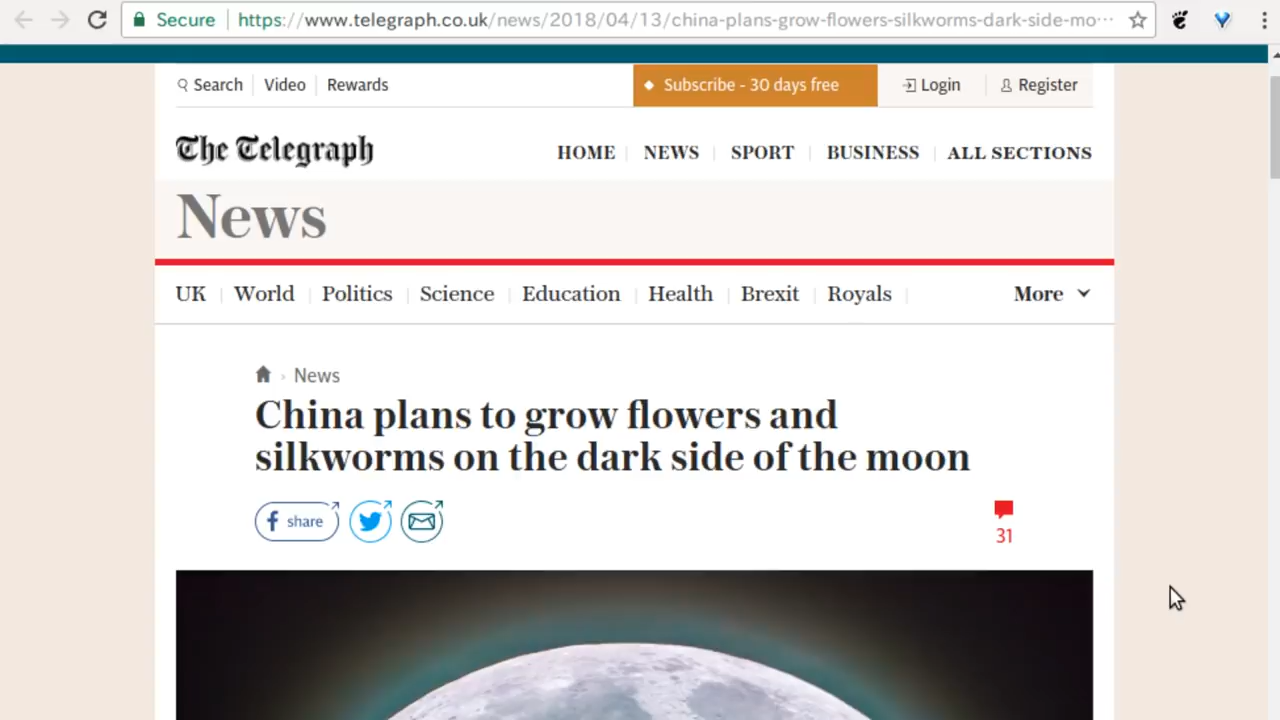 Secure https://www.telegraph.co.uk/news/2018/04/13/china-plans-grow-flowers-silkworms-dark-side-mo…
Search Video Rewards Subscribe - 30 days free Login Register
The Telegraph HOME NEWS SPORT BUSINESS ALL SECTIONS
News
UK World Politics Science Education Health Brexit Royals More
News
China plans to grow flowers and
silkworms on the dark side of the moon
share
31